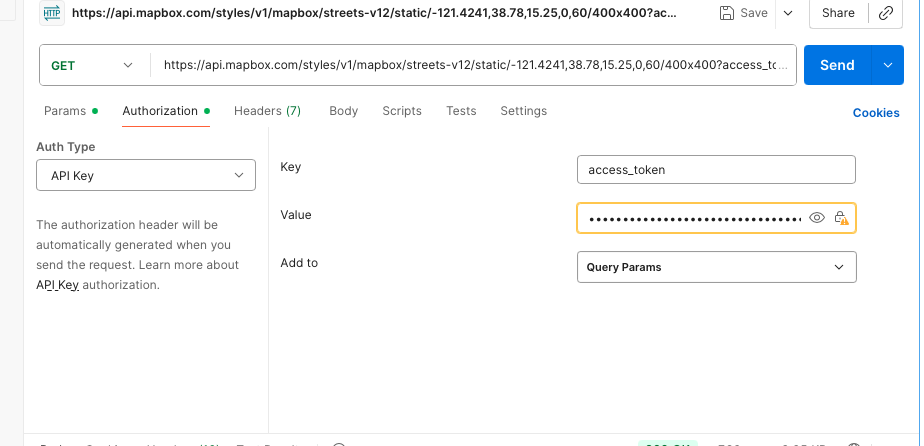 HTTP https://api.mapbox.com/styles/v1/mapbox/streets-v12/static/-121.4241,38.78,15.25,0,60/400x400?ac... Save Share
GET https://api.mapbox.com/styles/v1/mapbox/streets-v12/static/-121.4241,38.78,15.25,0,60/400x400?access_tc... Send
Params Authorization Headers (7) Body Scripts Tests Settings Cookies
Auth Type
API Key
The authorization header will be
automatically generated when you
send the request. Learn more about
API Key authorization.
Key access_token
Value ••••••••••••••••••••••••••••••••
Add to Query Params